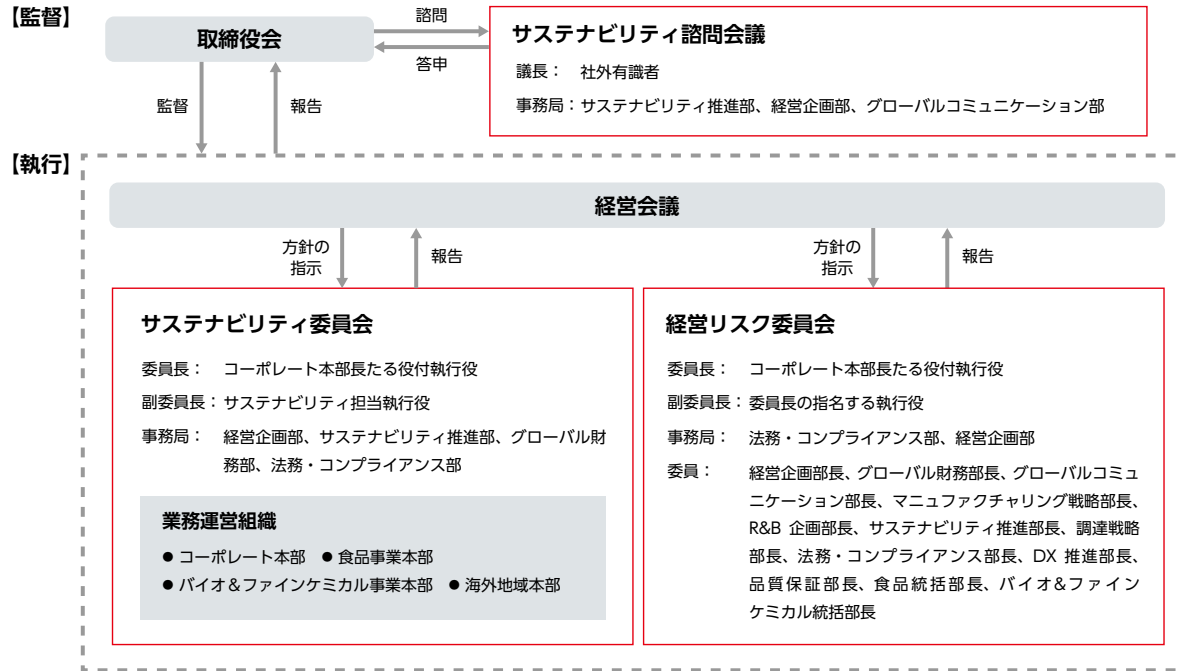 【監督】
取締役会
諮問
答申
サステナビリティ諮問会議
議長： 社外有識者
事務局：サステナビリティ推進部、経営企画部、グローバルコミュニケーション部
監督
報告
【執行】
経営会議
方針の
指示
報告
方針の
指示
報告
サステナビリティ委員会
委員長： コーポレート本部長たる役付執行役
副委員長：サステナビリティ担当執行役
事務局： 経営企画部、サステナビリティ推進部、グローバル財
務部、法務・コンプライアンス部
業務運営組織
● コーポレート本部 ● 食品事業本部
● バイオ＆ファインケミカル事業本部 ● 海外地域本部
経営リスク委員会
委員長： コーポレート本部長たる役付執行役
副委員長：委員長の指名する執行役
事務局： 法務・コンプライアンス部、経営企画部
委員： 経営企画部長、グローバル財務部長、グローバルコミュ
ニケーション部長、マニュファクチャリング戦略部長、
R&B 企画部長、サステナビリティ推進部長、調達戦略
部長、法務・コンプライアンス部長、DX 推進部長、
品質保証部長、食品統括部長、バイオ&ファイン
ケミカル統括部長